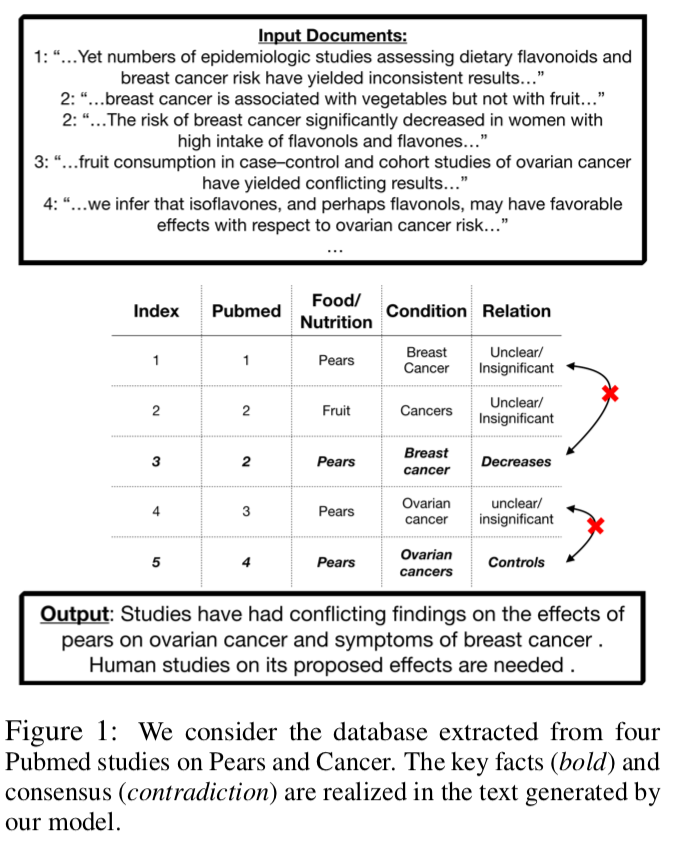 Input Documents:
1: “…Yet numbers of epidemiologic studies assessing dietary flavonoids and
breast cancer risk have yielded inconsistent results…”
2: “…breast cancer is associated with vegetables but not with fruit…”
2: “…The risk of breast cancer significantly decreased in women with
high intake of flavonols and flavones…”
3: “…fruit consumption in case–control and cohort studies of ovarian cancer
have yielded conflicting results…”
4: “…we infer that isoflavones, and perhaps flavonols, may have favorable
effects with respect to ovarian cancer risk…”
…
Index Pubmed Food/ Nutrition Condition Relation
1 1 Pears Breast Cancer Unclear/ Insignificant
2 2 Fruit Cancers Unclear/ Insignificant
3 2 Pears Breast cancer Decreases
4 3 Pears Ovarian cancer unclear/ insignificant
5 4 Pears Ovarian cancers Controls
Output: Studies have had conflicting findings on the effects of
pears on ovarian cancer and symptoms of breast cancer .
Human studies on its proposed effects are needed .
Figure 1: We consider the database extracted from four
Pubmed studies on Pears and Cancer. The key facts (bold) and
consensus (contradiction) are realized in the text generated by
our model.